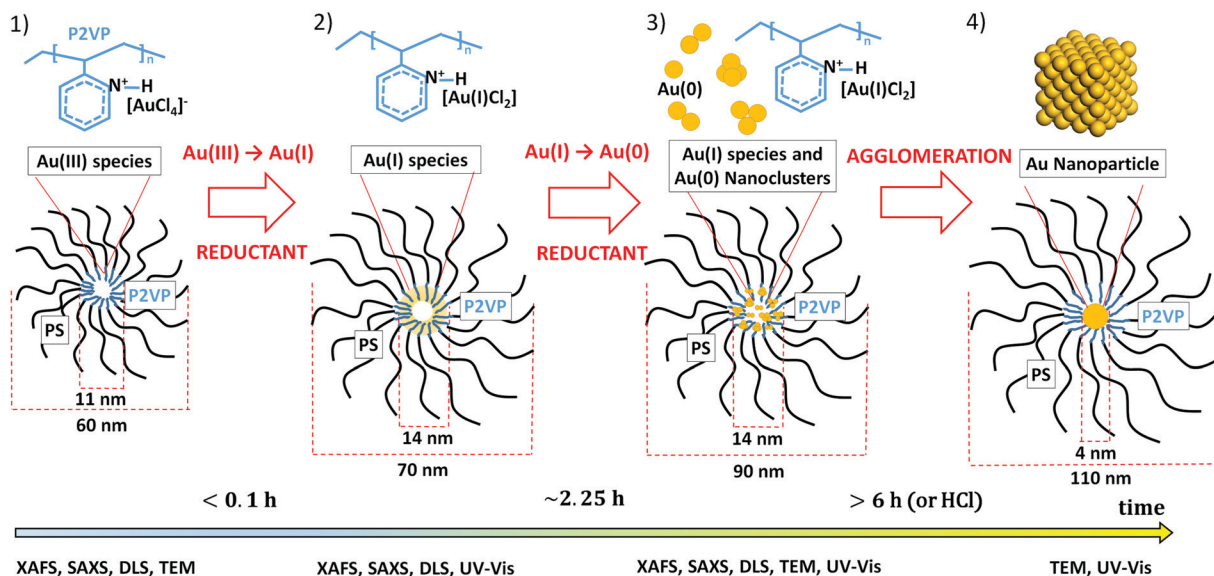 1)
P2VP
n
N⁺
H
[AuCl₄]⁻
Au(III) species
PS
P2VP
11 nm
60 nm
Au(III) → Au(I)
REDUCTANT
2)
n
N⁺
H
[Au(I)Cl₂]
Au(I) species
PS
P2VP
14 nm
70 nm
Au(I) → Au(0)
REDUCTANT
3)
Au(0)
n
N⁺
H
[Au(I)Cl₂]
Au(I) species and
Au(0) Nanoclusters
PS
P2VP
14 nm
90 nm
AGGLOMERATION
4)
Au Nanoparticle
PS
P2VP
4 nm
110 nm
< 0.1 h
~2.25 h
> 6 h (or HCl)
time
XAFS, SAXS, DLS, TEM
XAFS, SAXS, DLS, UV-Vis
XAFS, SAXS, DLS, TEM, UV-Vis
TEM, UV-Vis